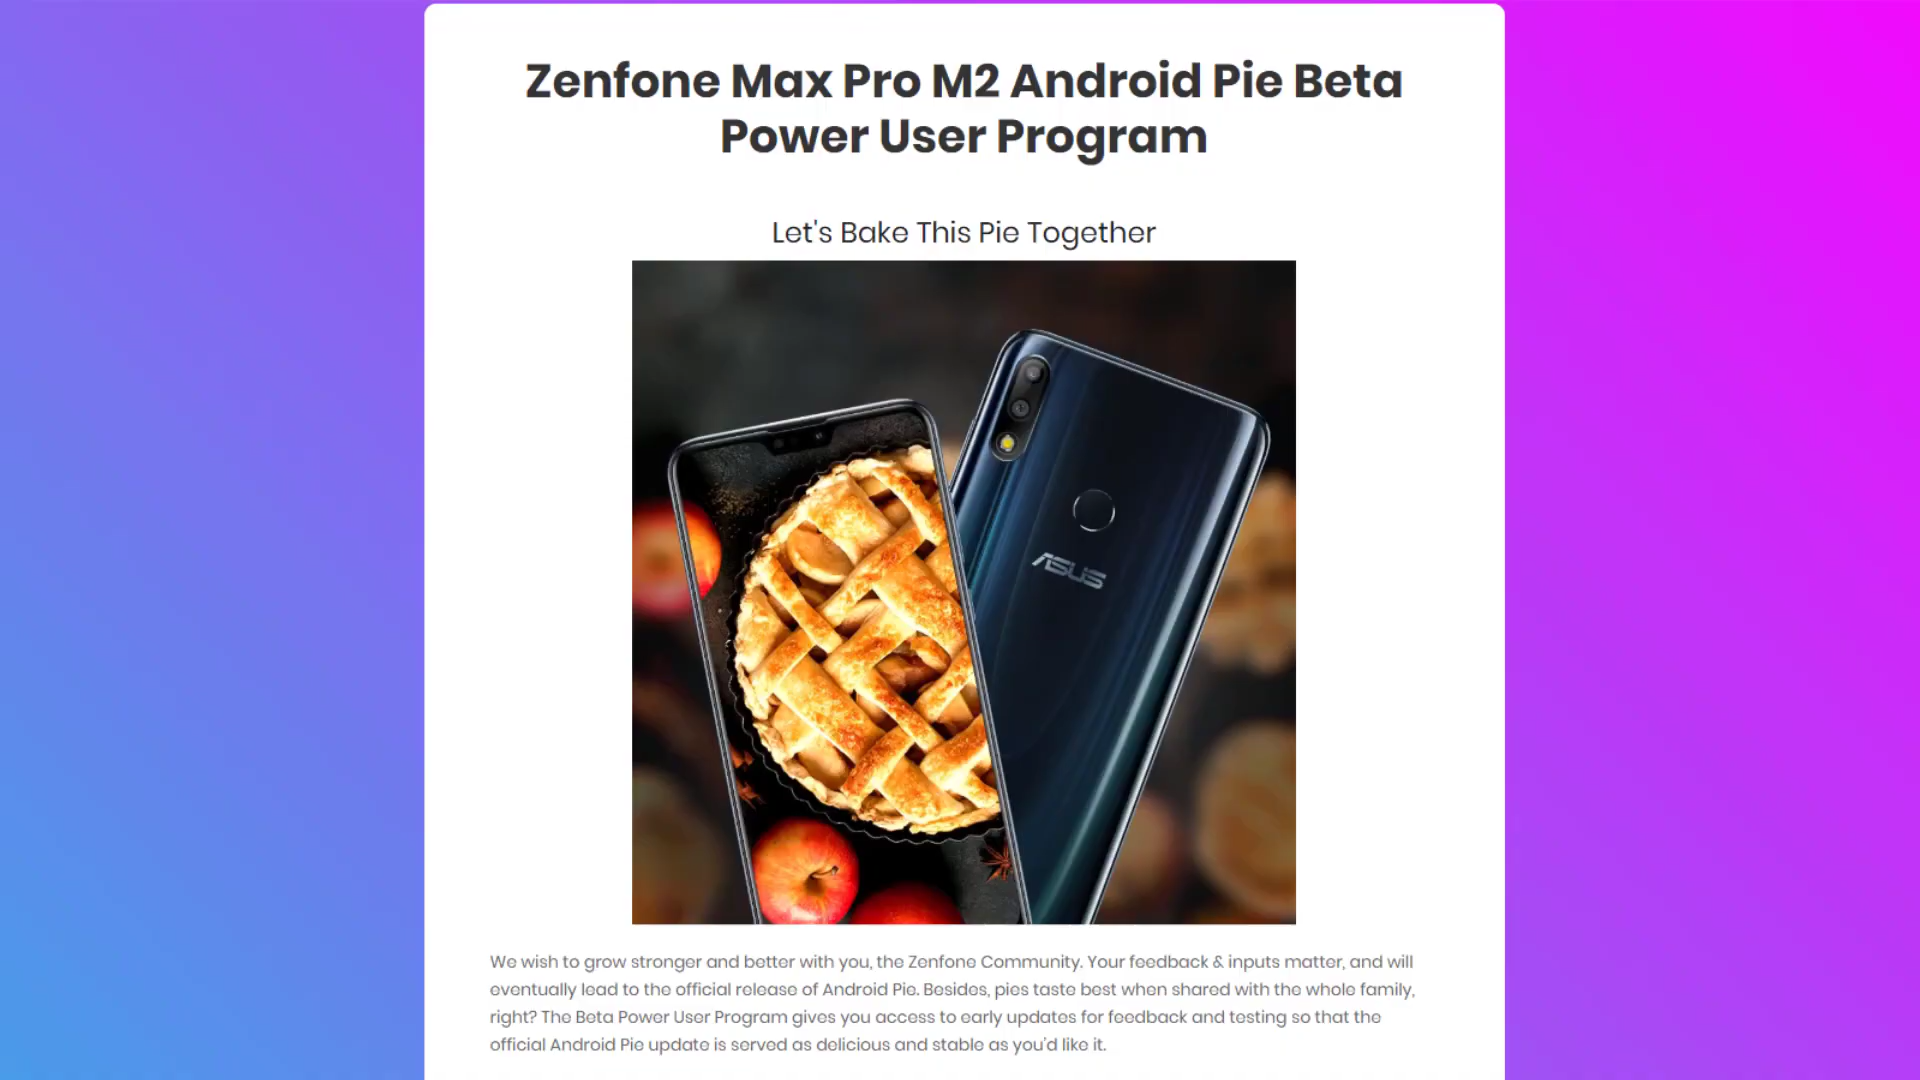 Zenfone Max Pro M2 Android Pie Beta
Power User Program
Let's Bake This Pie Together
ASUS
We wish to grow stronger and better with you, the Zenfone Community. Your feedback & inputs matter, and will
eventually lead to the official release of Android Pie. Besides, pies taste best when shared with the whole family,
right? The Beta Power User Program gives you access to early updates for feedback and testing so that the
official Android Pie update is served as delicious and stable as you'd like it.